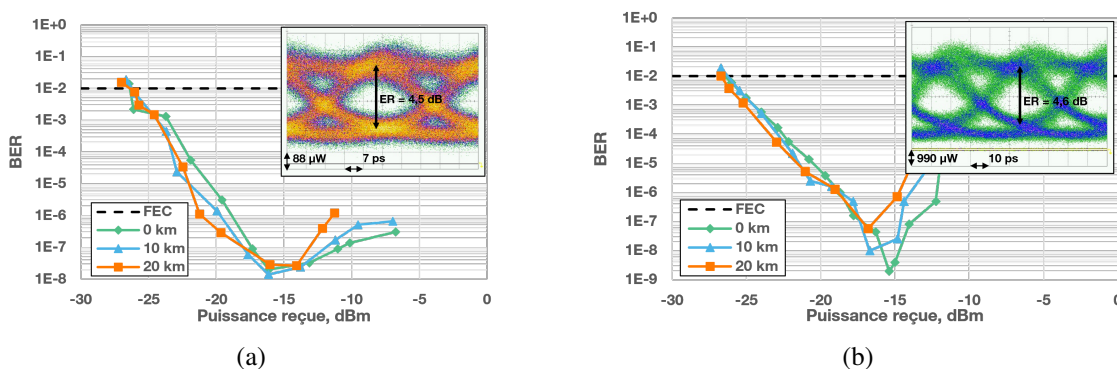 1E+0
1E-1
1E-2
1E-3
1E-4
1E-5
1E-6
1E-7
1E-8
BER
-30 -25 -20 -15 -10 -5 0
Puissance reçue, dBm
FEC
0 km
10 km
20 km
ER = 4,5 dB
88 µW
7 ps
(a)
1E+0
1E-1
1E-2
1E-3
1E-4
1E-5
1E-6
1E-7
1E-8
1E-9
BER
-30 -25 -20 -15 -10 -5 0
Puissance reçue, dBm
FEC
0 km
10 km
20 km
ER = 4,6 dB
990 µW
10 ps
(b)